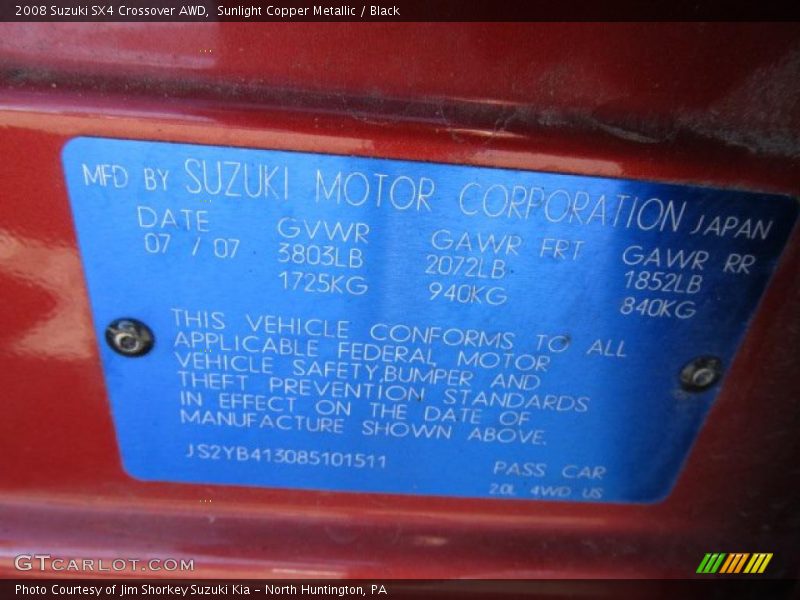 2008 Suzuki SX4 Crossover AWD, Sunlight Copper Metallic / Black
MFD BY SUZUKI MOTOR CORPORATION JAPAN
DATE GVWR GAWR FRT GAWR RR
07 / 07 3803LB 2072LB 1852LB
1725KG 940KG 840KG
THIS VEHICLE CONFORMS TO ALL
APPLICABLE FEDERAL MOTOR
VEHICLE SAFETY,BUMPER AND
THEFT PREVENTION STANDARDS
IN EFFECT ON THE DATE OF
MANUFACTURE SHOWN ABOVE.
JS2YB413085101511 PASS CAR
2.0L 4WD US
GTCARLOT.COM
Photo Courtesy of Jim Shorkey Suzuki Kia - North Huntington, PA